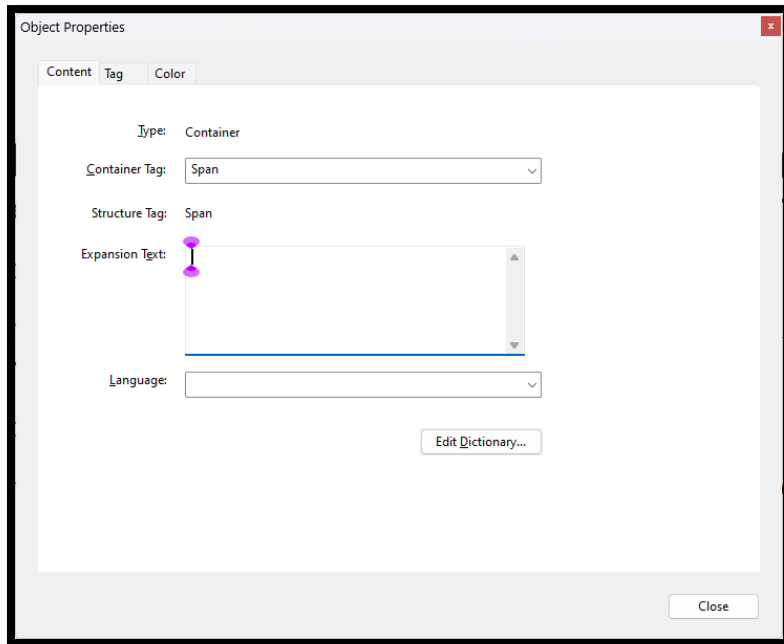 Object Properties x
Content Tag Color
Type: Container
Container Tag: Span
Structure Tag: Span
Expansion Text:
Language:
Edit Dictionary...
Close